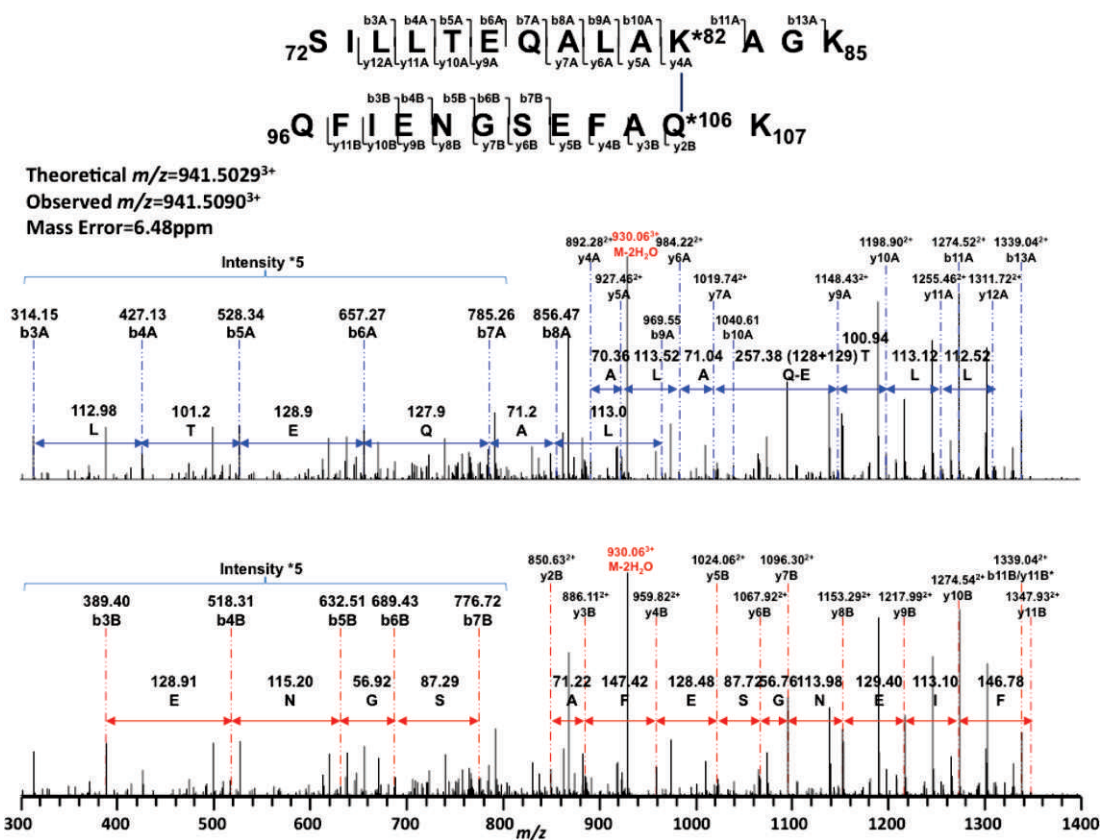 b3A b4A b5A b6A b7A b8A b9A b10A b11A b13A
72S I L L T E Q A L A K*82 A G K85
y12A y11A y10A y9A y7A y6A y5A y4A
b3B b4B b5B b6B b7B
96Q F I E N G S E F A Q*106 K107
y11B y10B y9B y8B y7B y6B y5B y4B y3B y2B
Theoretical m/z=941.5029³⁺
Observed m/z=941.5090³⁺
Mass Error=6.48ppm
Intensity *5
892.28²⁺ 930.06³⁺ 984.22²⁺ 1198.90²⁺ 1274.52²⁺ 1339.04²⁺
y4A M-2H₂O y6A y10A b11A b13A
927.46²⁺ 1019.74²⁺ 1148.43²⁺ 1255.46²⁺ 1311.72²⁺
y5A y7A y9A y11A y12A
314.15 427.13 528.34 657.27 785.26 856.47
b3A b4A b5A b6A b7A b8A
969.55 1040.61
b9A b10A
100.94
70.36 113.52 71.04 257.38 (128+129) T 113.12 112.52
A L A Q-E L L
112.98 101.2 128.9 127.9 71.2 113.0
L T E Q A L
Intensity *5
850.63²⁺ 930.06³⁺ 1024.06²⁺ 1096.30²⁺ 1274.54²⁺ 1339.04²⁺
y2B M-2H₂O y5B y7B y10B b11B/y11B*
886.11²⁺ 959.82²⁺ 1067.92²⁺ 1153.29²⁺ 1217.99²⁺ 1347.93²⁺
y3B y4B y6B y8B y9B y11B
389.40 518.31 632.51 689.43 776.72
b3B b4B b5B b6B b7B
128.91 115.20 56.92 87.29
E N G S
71.22 147.42 128.48 87.72 56.76 113.98 129.40 113.10 146.78
A F E S G N E I F
300 400 500 600 700 800 900 1000 1100 1200 1300 1400
m/z